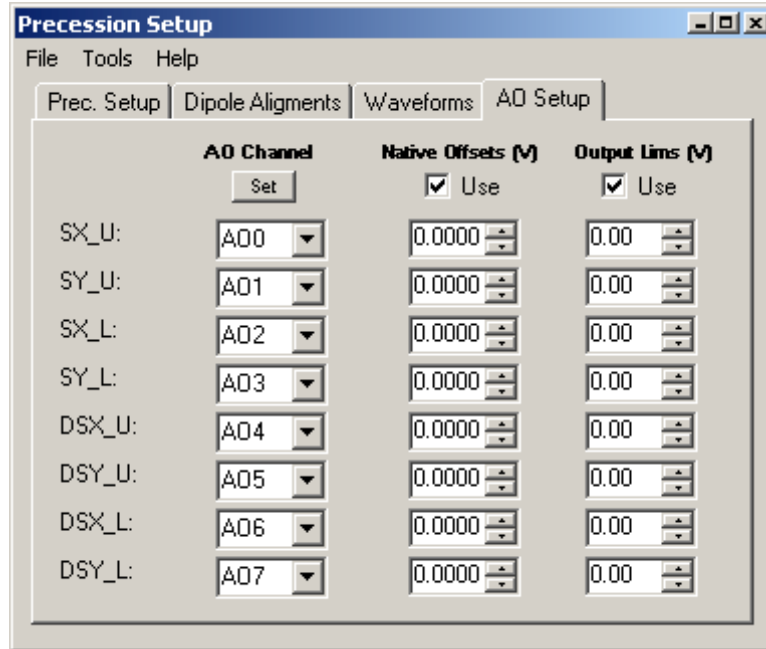 Precession Setup
File Tools Help
Prec. Setup Dipole Aligments Waveforms AO Setup
AO Channel Native Offsets (V) Output Lims (V)
Set Use Use
SX_U: AO0 0.0000 0.00
SY_U: AO1 0.0000 0.00
SX_L: AO2 0.0000 0.00
SY_L: AO3 0.0000 0.00
DSX_U: AO4 0.0000 0.00
DSY_U: AO5 0.0000 0.00
DSX_L: AO6 0.0000 0.00
DSY_L: AO7 0.0000 0.00